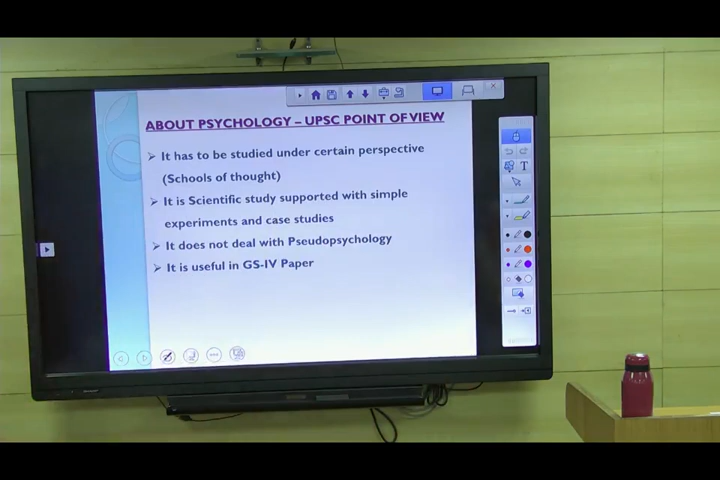 ABOUT PSYCHOLOGY – UPSC POINT OF VIEW
➢ It has to be studied under certain perspective
(Schools of thought)
➢ It is Scientific study supported with simple
experiments and case studies
➢ It does not deal with Pseudopsychology
➢ It is useful in GS-IV Paper
T